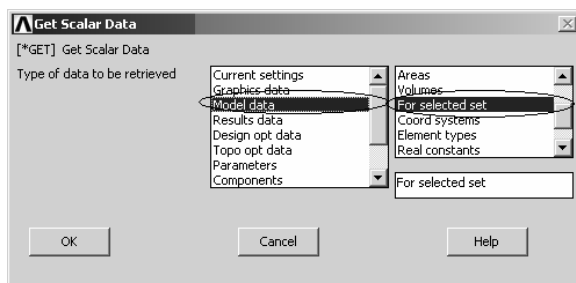 Get Scalar Data
[*GET] Get Scalar Data
Type of data to be retrieved
Current settings
Graphics data
Model data
Results data
Design opt data
Topo opt data
Parameters
Components
Areas
Volumes
For selected set
Coord systems
Element types
Real constants
For selected set
OK
Cancel
Help